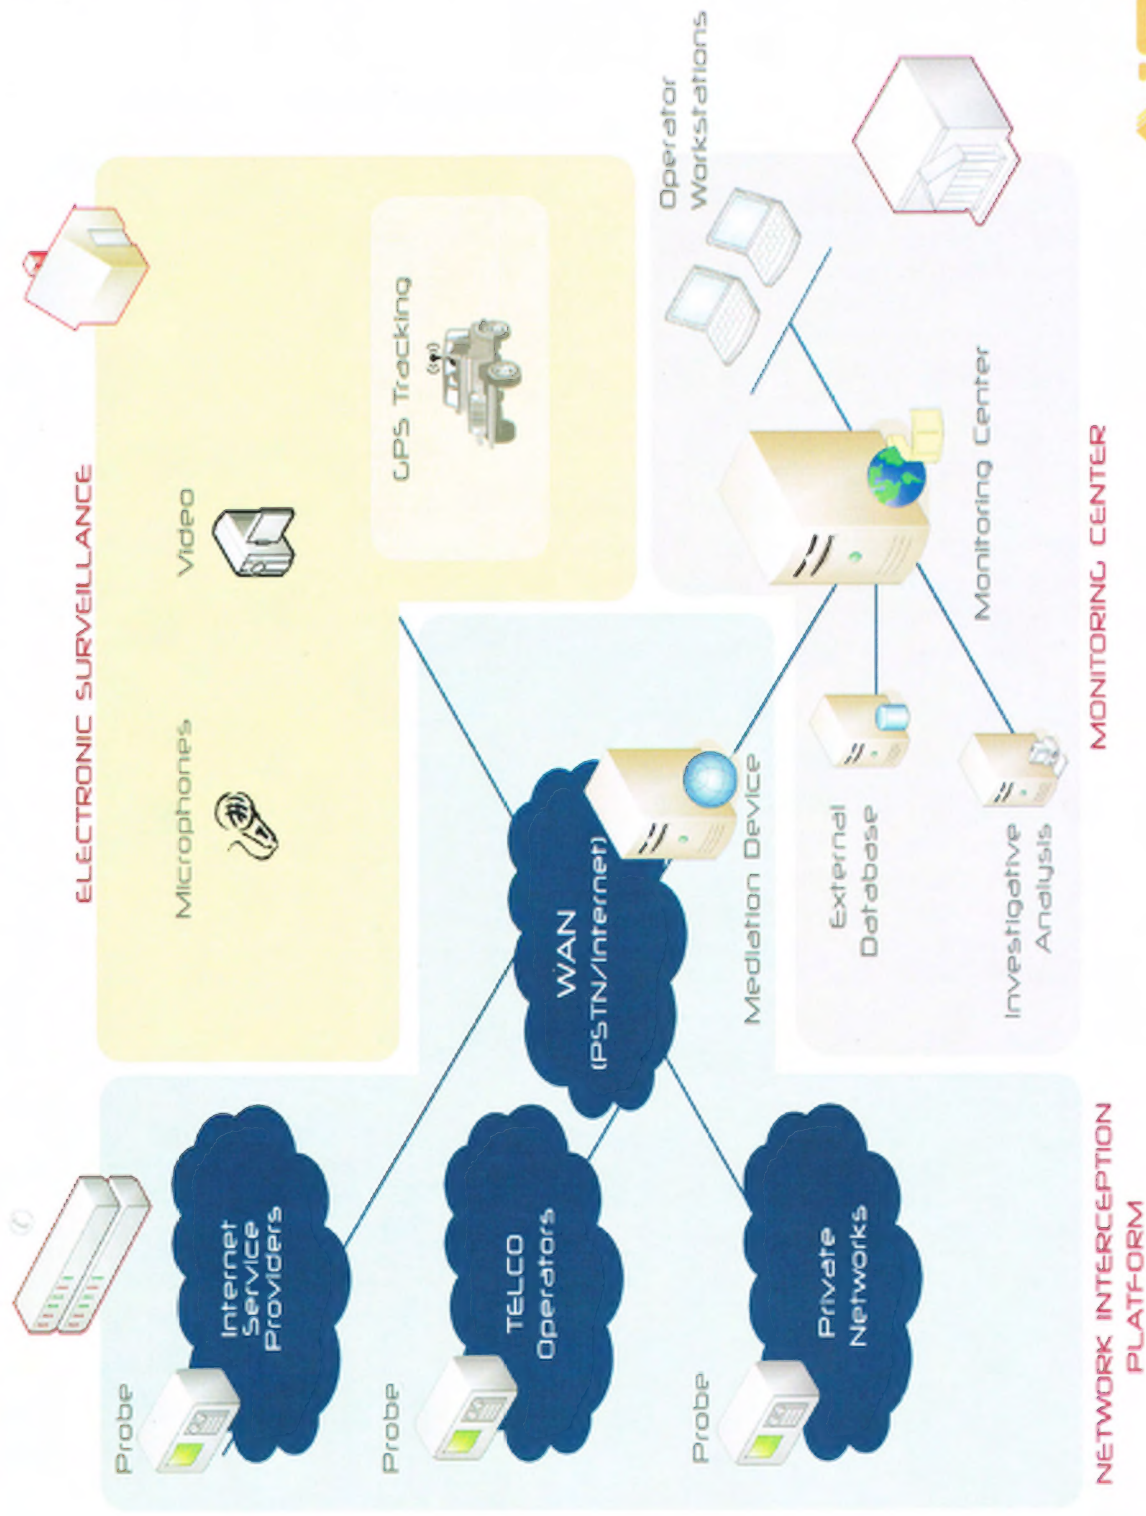 ELECTRONIC SURVEILLANCE
Microphones
Video
GPS Tracking
Probe
Internet
Service
Providers
Probe
TELCO
Operators
Probe
Private
Networks
WAN
(PSTN/Internet)
Mediation Device
NETWORK INTERCEPTION
PLATFORM
Operator
Workstations
External
Database
Investigative
Analysis
Monitoring Center
MONITORING CENTER